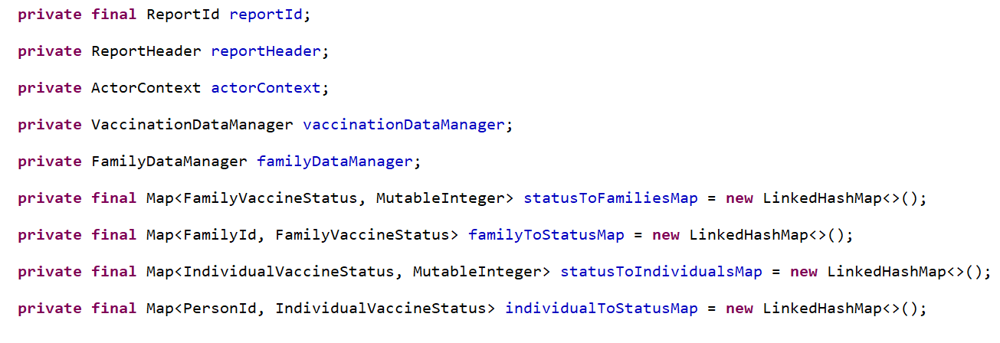 private final ReportId reportId;
private ReportHeader reportHeader;
private ActorContext actorContext;
private VaccinationDataManager vaccinationDataManager;
private FamilyDataManager familyDataManager;
private final Map<FamilyVaccineStatus, MutableInteger> statusToFamiliesMap = new LinkedHashMap<>();
private final Map<FamilyId, FamilyVaccineStatus> familyToStatusMap = new LinkedHashMap<>();
private final Map<IndividualVaccineStatus, MutableInteger> statusToIndividualsMap = new LinkedHashMap<>();
private final Map<PersonId, IndividualVaccineStatus> individualToStatusMap = new LinkedHashMap<>();